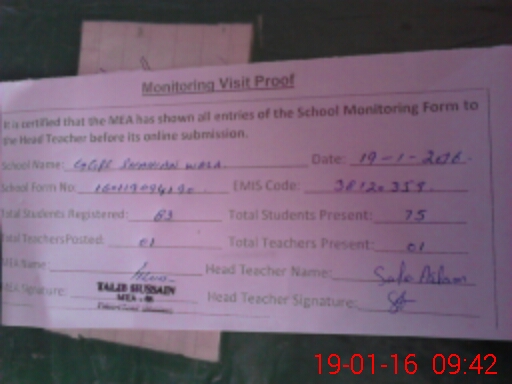 Monitoring Visit Proof
It is certified that the MEA has shown all entries of the School Monitoring Form to
the Head Teacher before its online submission.
School Name: Date: 19-1-2016
School Form No: EMIS Code: 38120359
Total Students Registered: 83 Total Students Present: 75
Total Teachers Posted: 01 Total Teachers Present: 01
MEA Name: Head Teacher Name: Aslam
MEA Signature: TALIB HUSSAIN Head Teacher Signature:
19-01-16 09:42